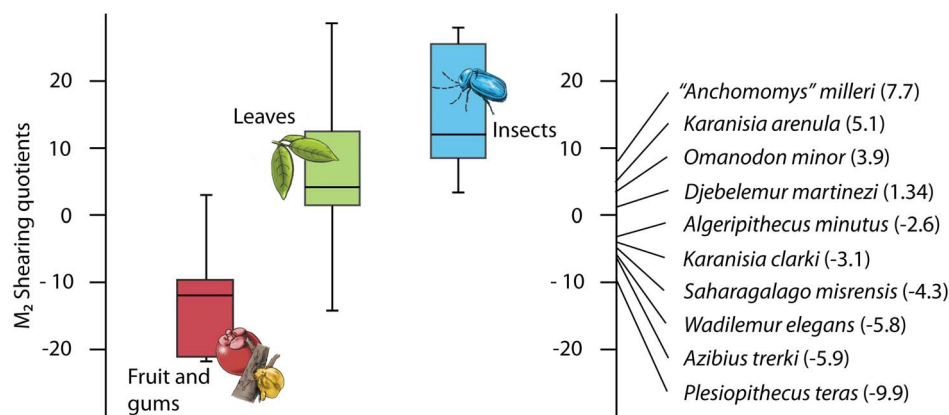 M₂ Shearing quotients
20
10
0
- 10
-20
Leaves
Insects
Fruit and
gums
20
10
0
- 10
-20
“Anchomomys” milleri (7.7)
Karanisia arenula (5.1)
Omanodon minor (3.9)
Djebelemur martinezi (1.34)
Algeripithecus minutus (-2.6)
Karanisia clarki (-3.1)
Saharagalago misrensis (-4.3)
Wadilemur elegans (-5.8)
Azibius trerki (-5.9)
Plesiopithecus teras (-9.9)